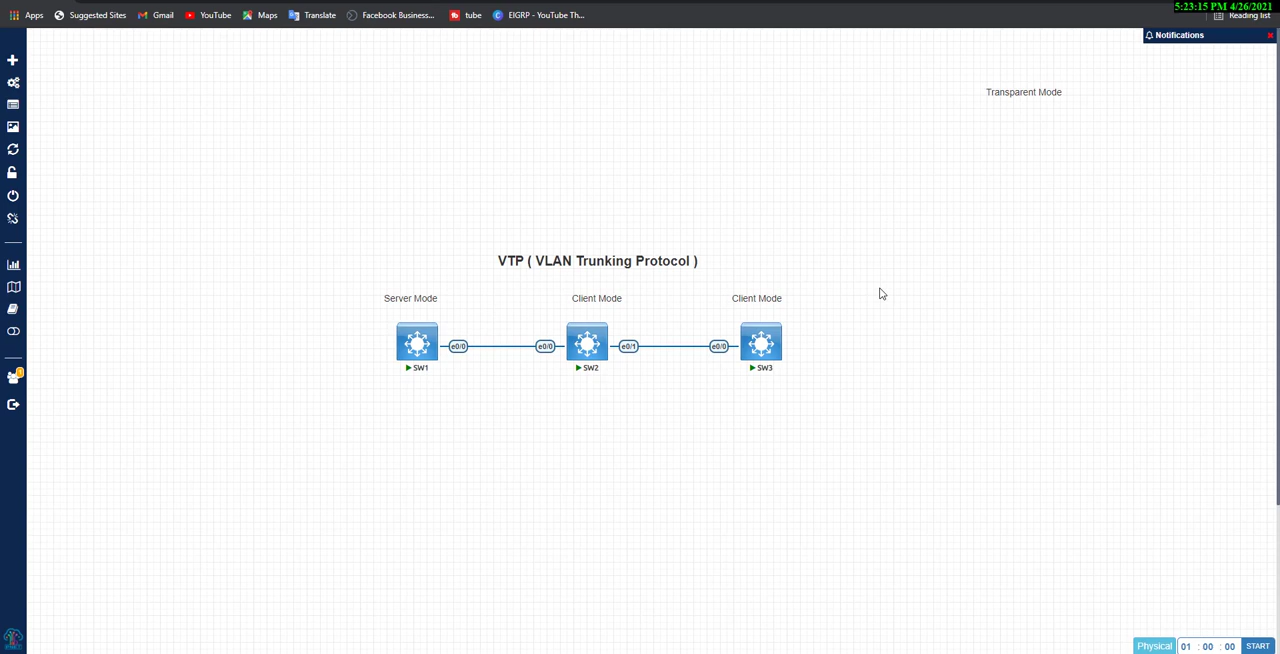 5:23:15 PM 4/26/2021
Apps Suggested Sites Gmail YouTube Maps Translate Facebook Business... tube EIGRP - YouTube Th... Reading list
Notifications
Transparent Mode
VTP ( VLAN Trunking Protocol )
Server Mode Client Mode Client Mode
e0/0 e0/0 e0/1 e0/0
SW1 SW2 SW3
Physical 01 : 00 : 00 START